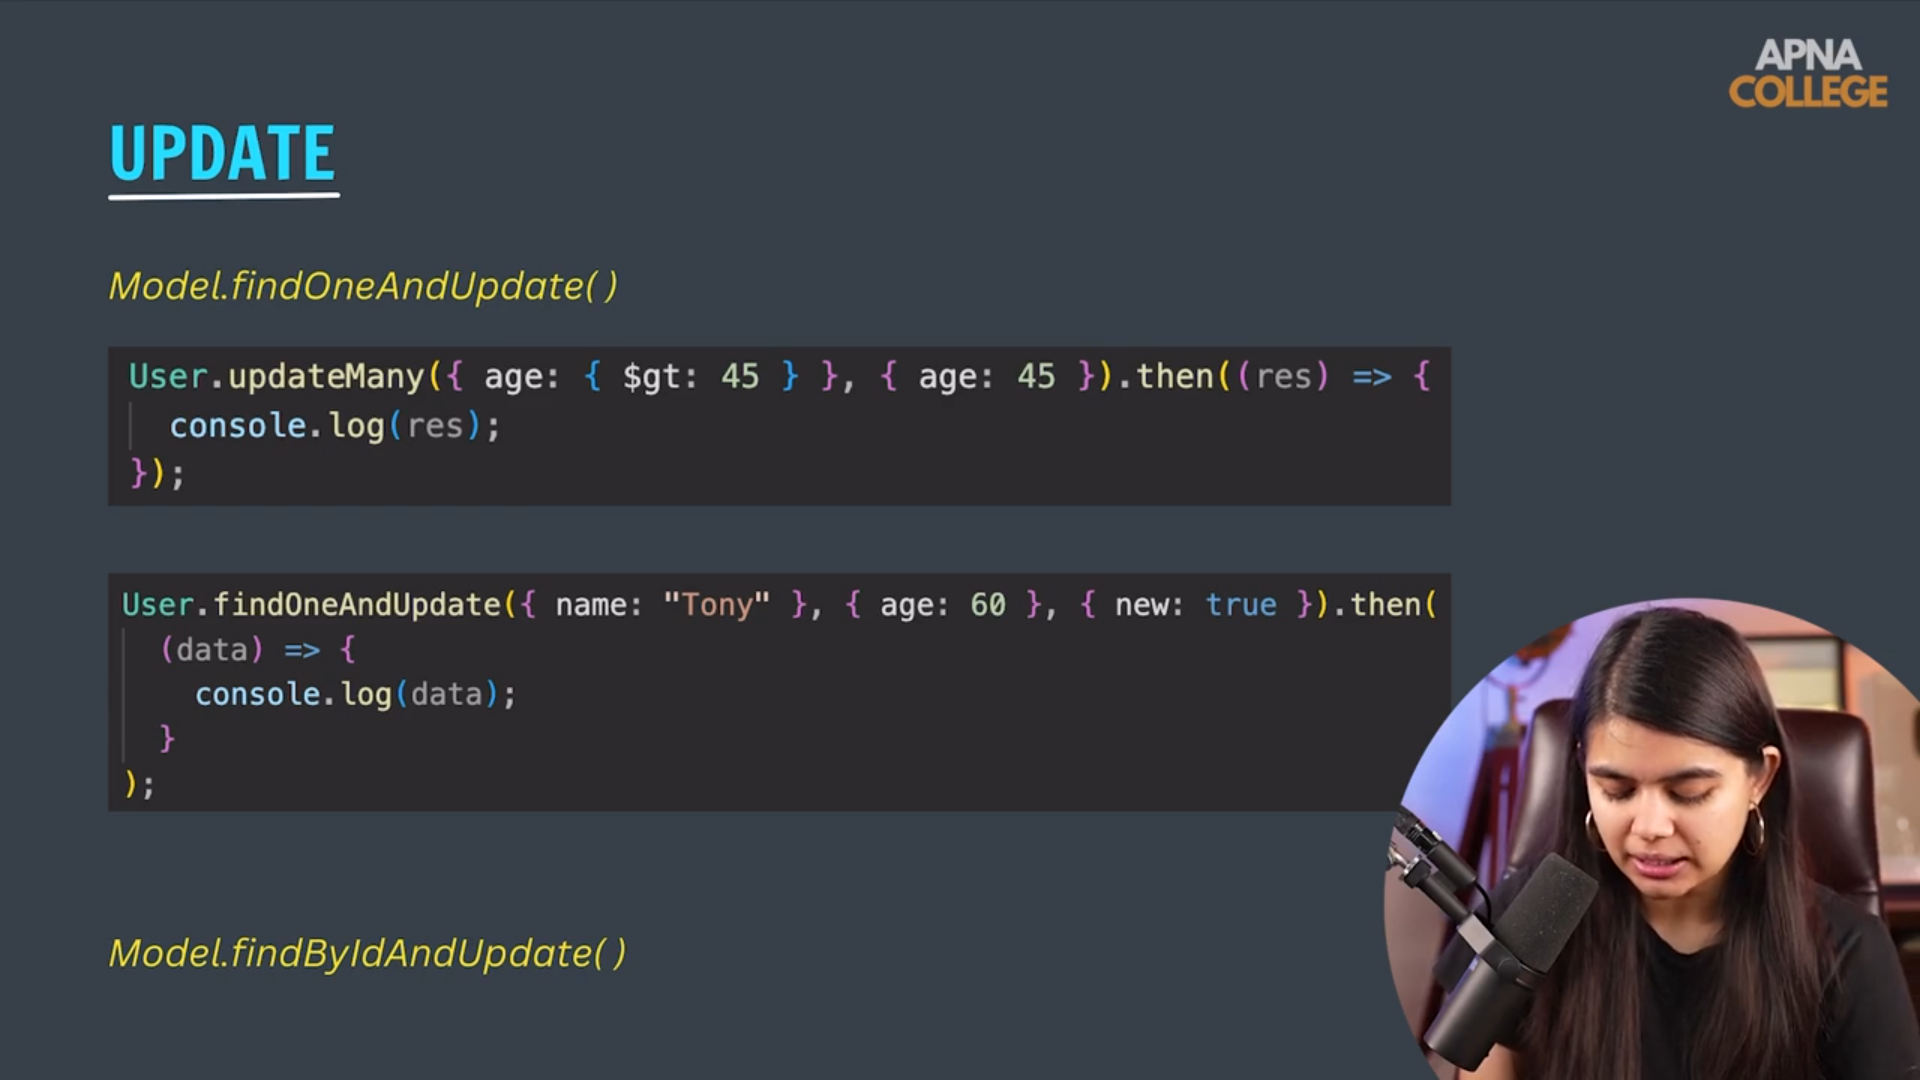 APNA
COLLEGE
UPDATE
Model.findOneAndUpdate( )
User.updateMany({ age: { $gt: 45 } }, { age: 45 }).then((res) => {
console.log(res);
});
User.findOneAndUpdate({ name: "Tony" }, { age: 60 }, { new: true }).then(
(data) => {
console.log(data);
}
);
Model.findByIdAndUpdate( )